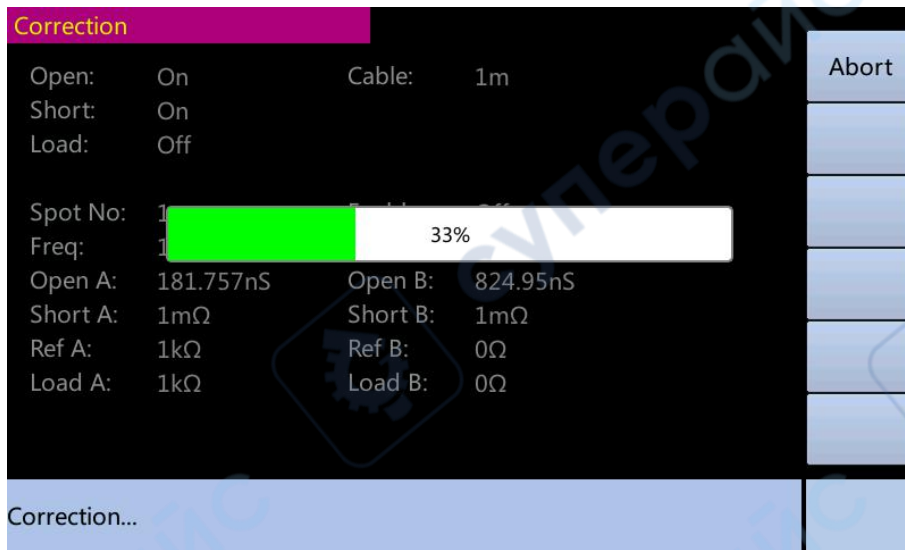 Correction
Abort
Open: On Cable: 1m
Short: On
Load: Off
Spot No:
Freq:
33%
Open A: 181.757nS Open B: 824.95nS
Short A: 1mΩ Short B: 1mΩ
Ref A: 1kΩ Ref B: 0Ω
Load A: 1kΩ Load B: 0Ω
Correction...
суперайс